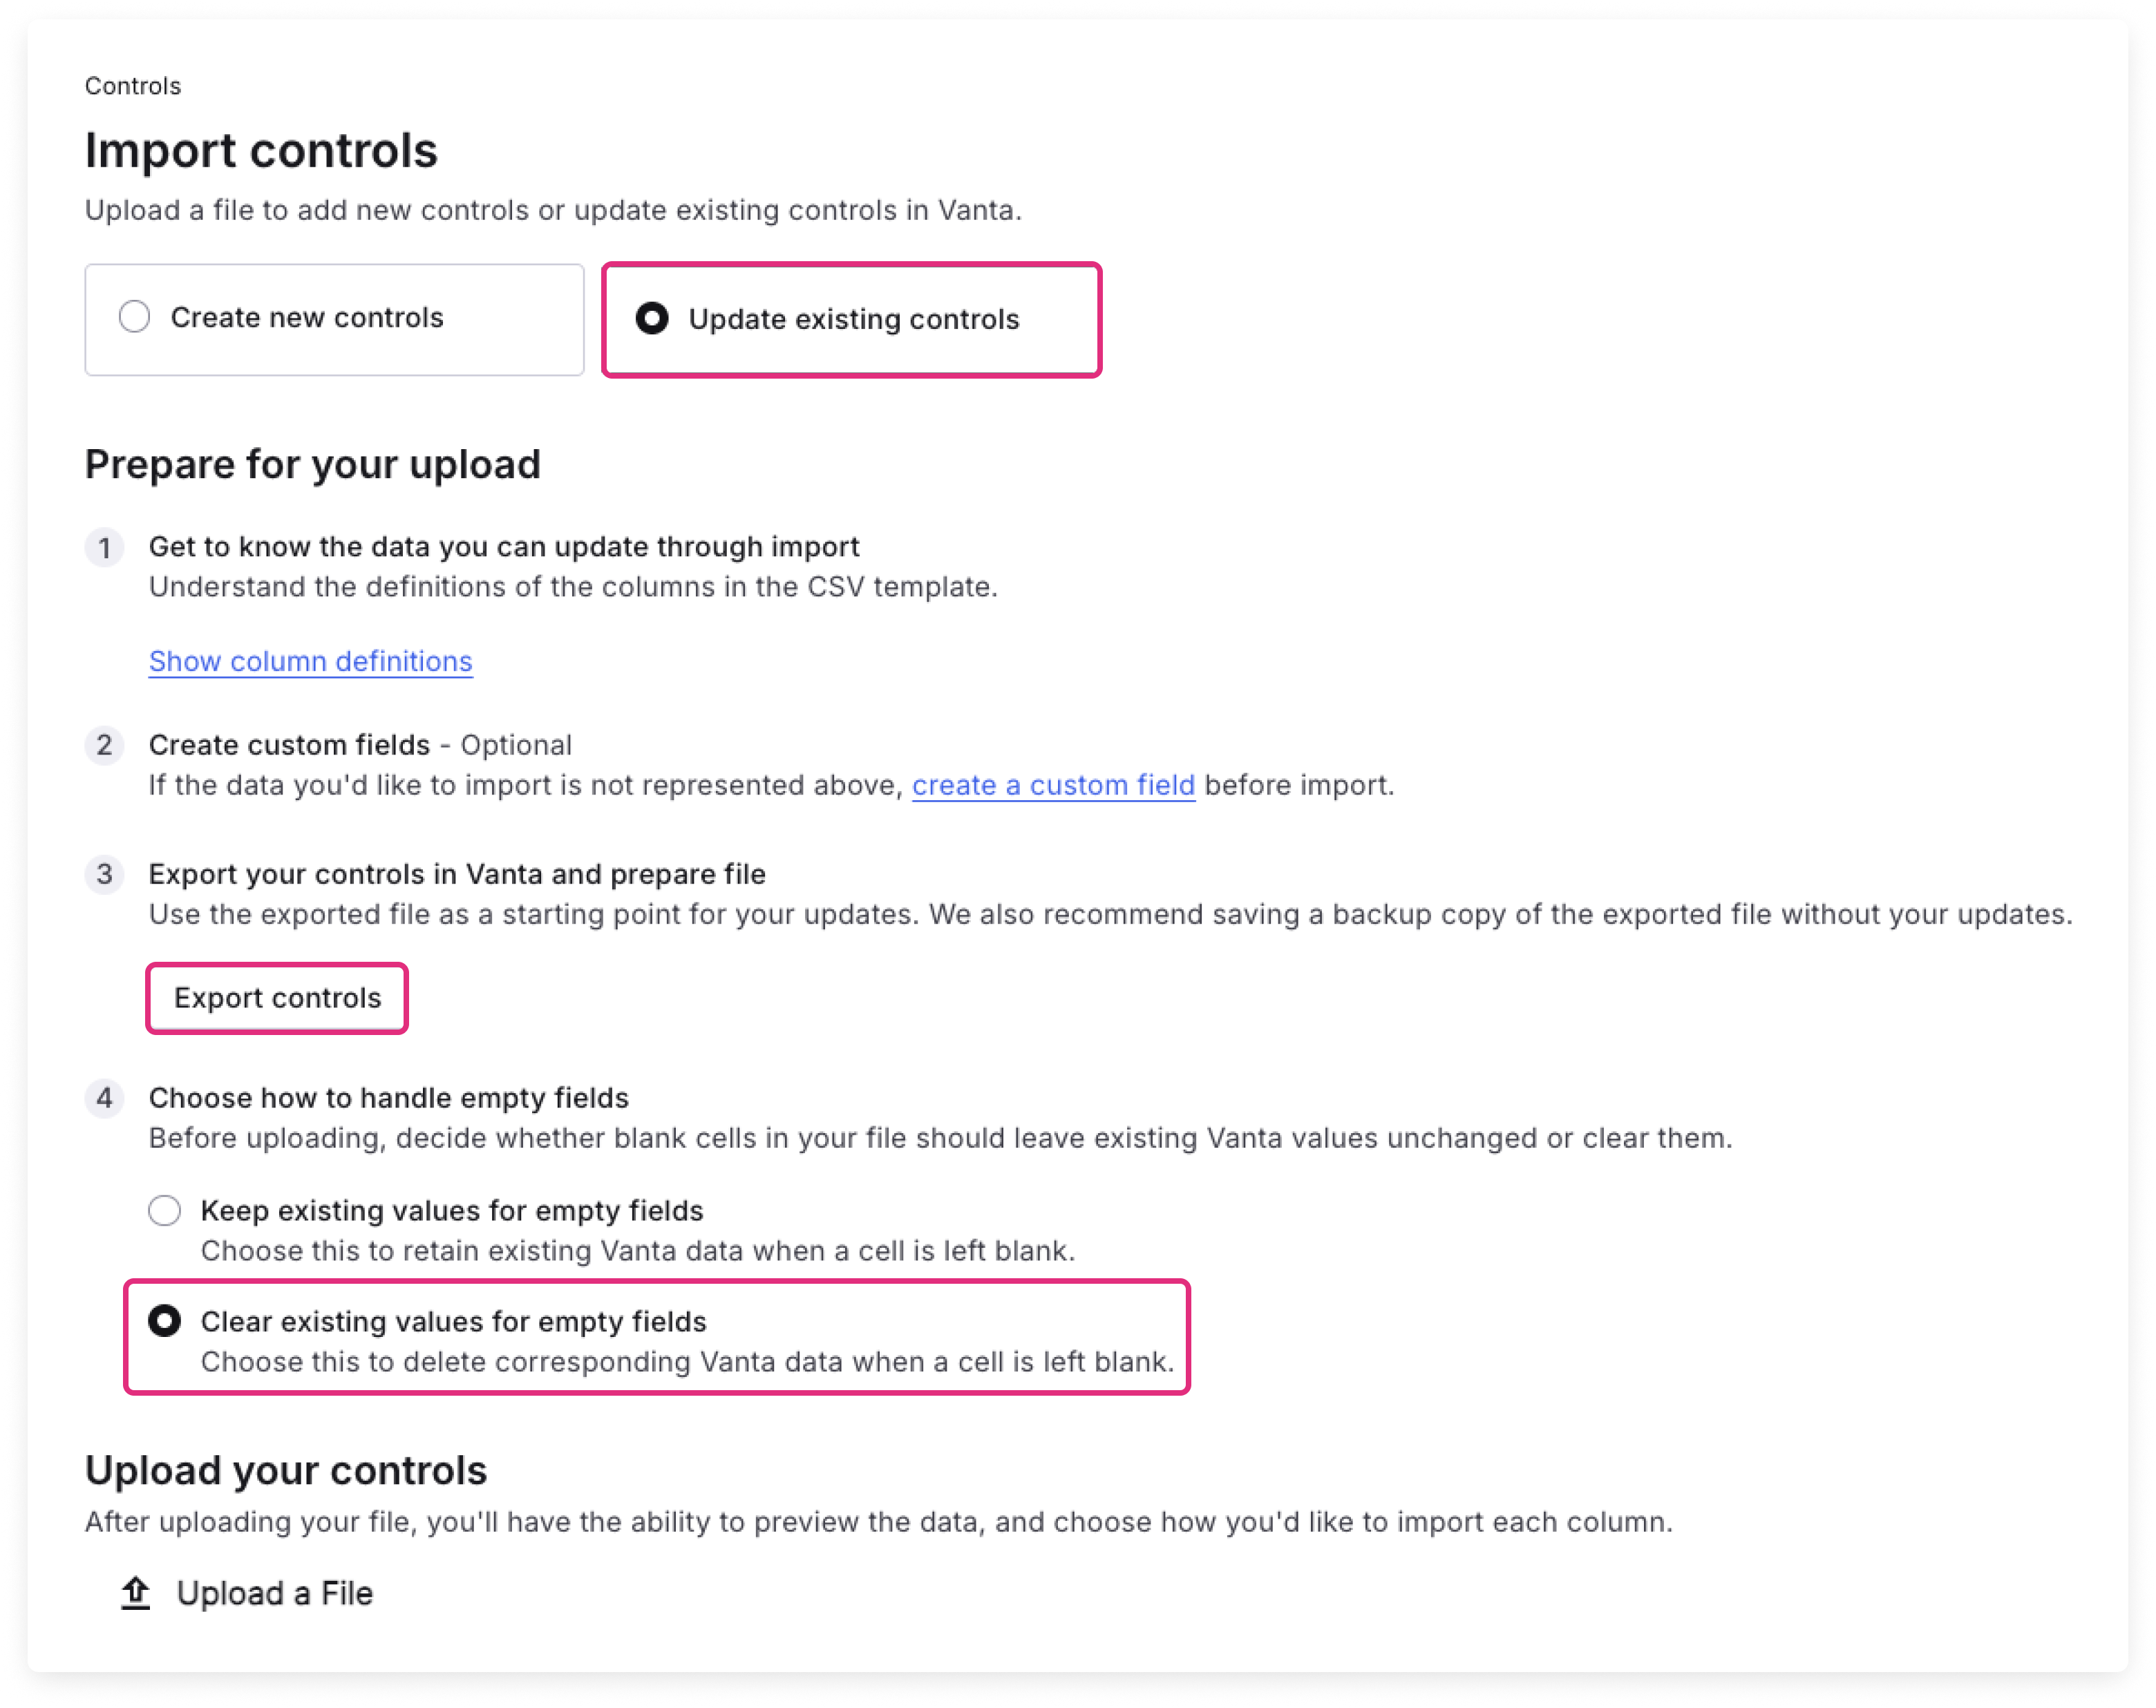 Controls
Import controls
Upload a file to add new controls or update existing controls in Vanta.
Create new controls
Update existing controls
Prepare for your upload
1 Get to know the data you can update through import
Understand the definitions of the columns in the CSV template.
Show column definitions
2 Create custom fields - Optional
If the data you'd like to import is not represented above, create a custom field before import.
3 Export your controls in Vanta and prepare file
Use the exported file as a starting point for your updates. We also recommend saving a backup copy of the exported file without your updates.
Export controls
4 Choose how to handle empty fields
Before uploading, decide whether blank cells in your file should leave existing Vanta values unchanged or clear them.
Keep existing values for empty fields
Choose this to retain existing Vanta data when a cell is left blank.
Clear existing values for empty fields
Choose this to delete corresponding Vanta data when a cell is left blank.
Upload your controls
After uploading your file, you'll have the ability to preview the data, and choose how you'd like to import each column.
Upload a File